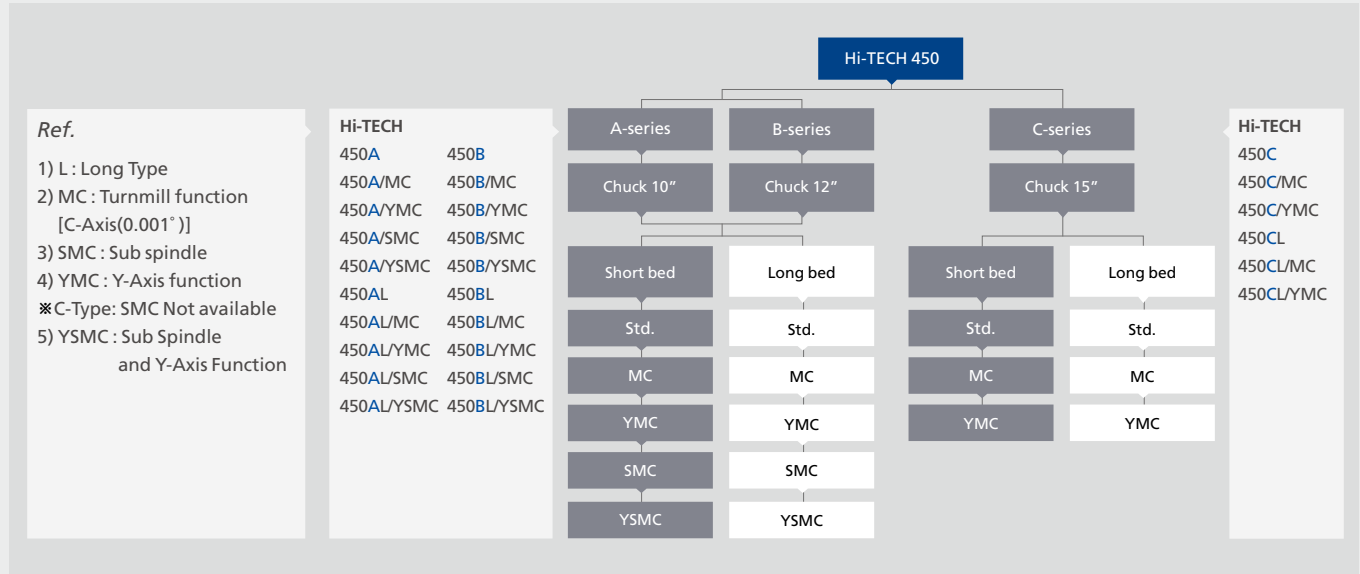 Hi-TECH 450
Ref.
1) L : Long Type
2) MC : Turnmill function
[C-Axis(0.001˚)]
3) SMC : Sub spindle
4) YMC : Y-Axis function
※C-Type: SMC Not available
5) YSMC : Sub Spindle
and Y-Axis Function
Hi-TECH
450A 450B
450A/MC 450B/MC
450A/YMC 450B/YMC
450A/SMC 450B/SMC
450A/YSMC 450B/YSMC
450AL 450BL
450AL/MC 450BL/MC
450AL/YMC 450BL/YMC
450AL/SMC 450BL/SMC
450AL/YSMC 450BL/YSMC
A-series B-series
Chuck 10” Chuck 12”
Short bed Long bed
Std. Std.
MC MC
YMC YMC
SMC SMC
YSMC YSMC
C-series
Chuck 15”
Short bed Long bed
Std. Std.
MC MC
YMC YMC
Hi-TECH
450C
450C/MC
450C/YMC
450CL
450CL/MC
450CL/YMC